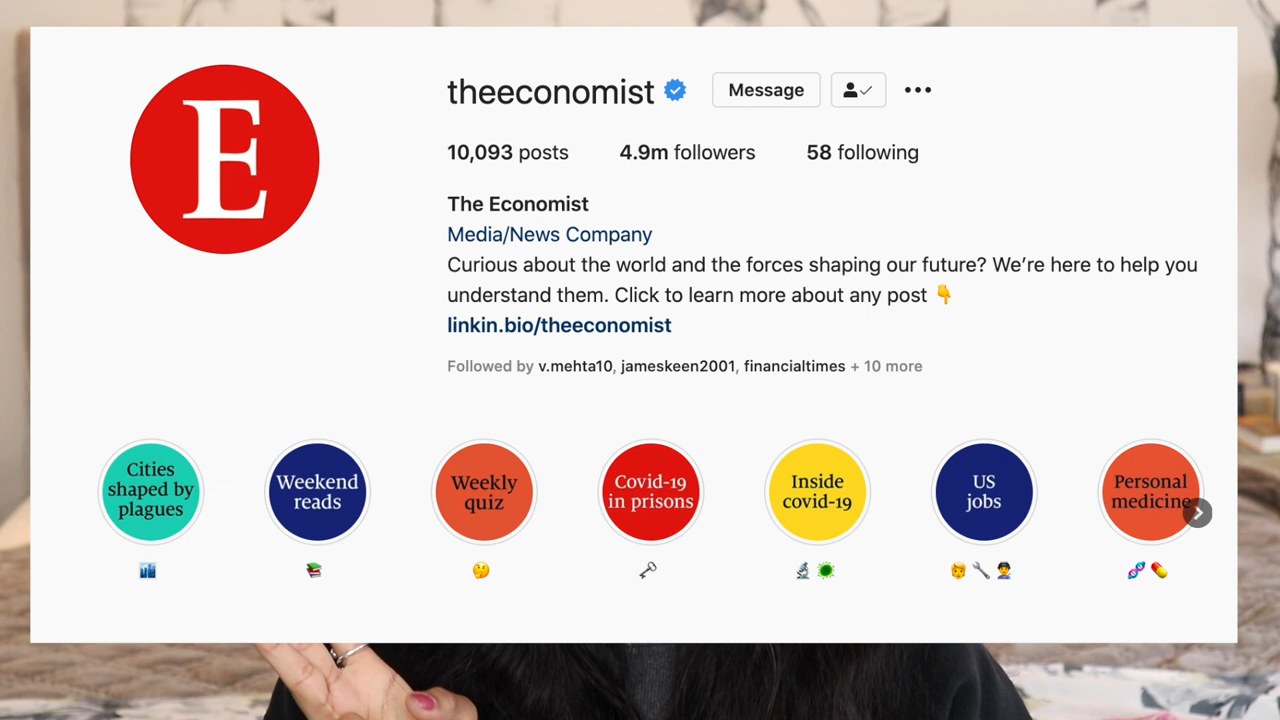 E
theeconomist
Message
10,093 posts 4.9m followers 58 following
The Economist
Media/News Company
Curious about the world and the forces shaping our future? We’re here to help you
understand them. Click to learn more about any post 👇
linkin.bio/theeconomist
Followed by v.mehta10, jameskeen2001, financialtimes + 10 more
Cities
shaped by
plagues
Weekend
reads
Weekly
quiz
Covid-19
in prisons
Inside
covid-19
US
jobs
Personal
medicine